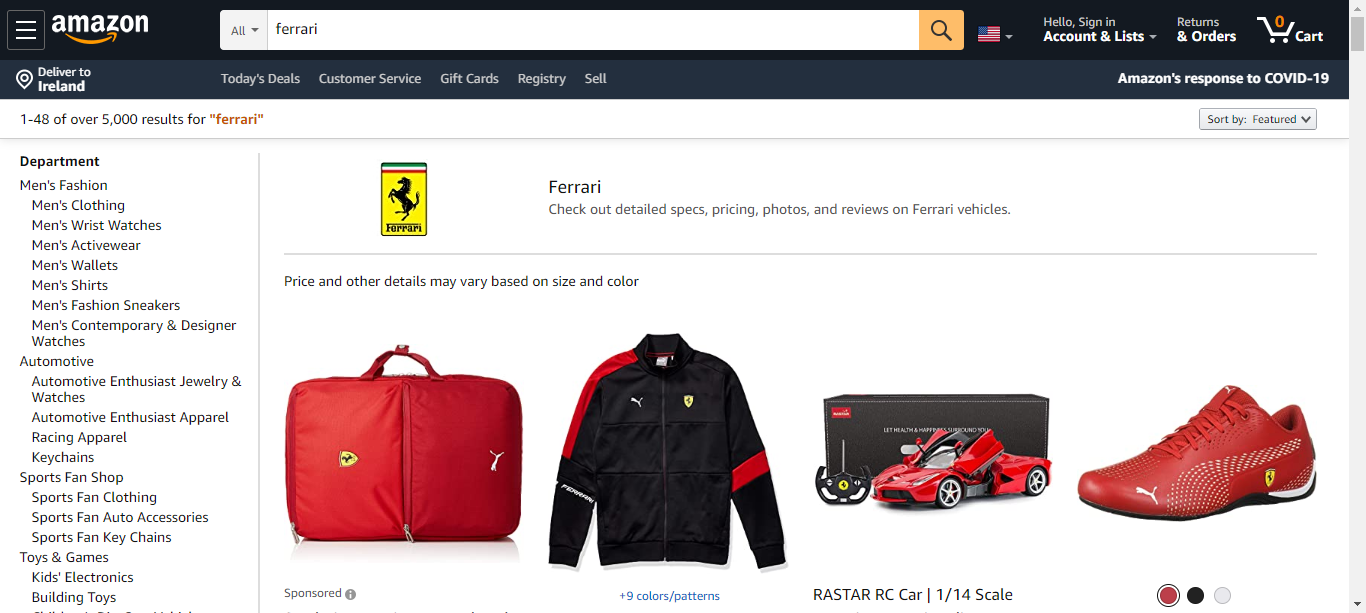 amazon
All
ferrari
Hello, Sign in
Account & Lists
Returns
& Orders
0
Cart
Deliver to
Ireland
Today's Deals
Customer Service
Gift Cards
Registry
Sell
Amazon's response to COVID-19
1-48 of over 5,000 results for "ferrari"
Sort by: Featured
Department
Men's Fashion
Men's Clothing
Men's Wrist Watches
Men's Activewear
Men's Wallets
Men's Shirts
Men's Fashion Sneakers
Men's Contemporary & Designer
Watches
Automotive
Automotive Enthusiast Jewelry &
Watches
Automotive Enthusiast Apparel
Racing Apparel
Keychains
Sports Fan Shop
Sports Fan Clothing
Sports Fan Auto Accessories
Sports Fan Key Chains
Toys & Games
Kids' Electronics
Building Toys
Ferrari
Ferrari
Check out detailed specs, pricing, photos, and reviews on Ferrari vehicles.
Price and other details may vary based on size and color
FERRARI
RASTAR
LET HEALTH & HAPPINESS SURROUND YOU
Sponsored
+9 colors/patterns
RASTAR RC Car | 1/14 Scale